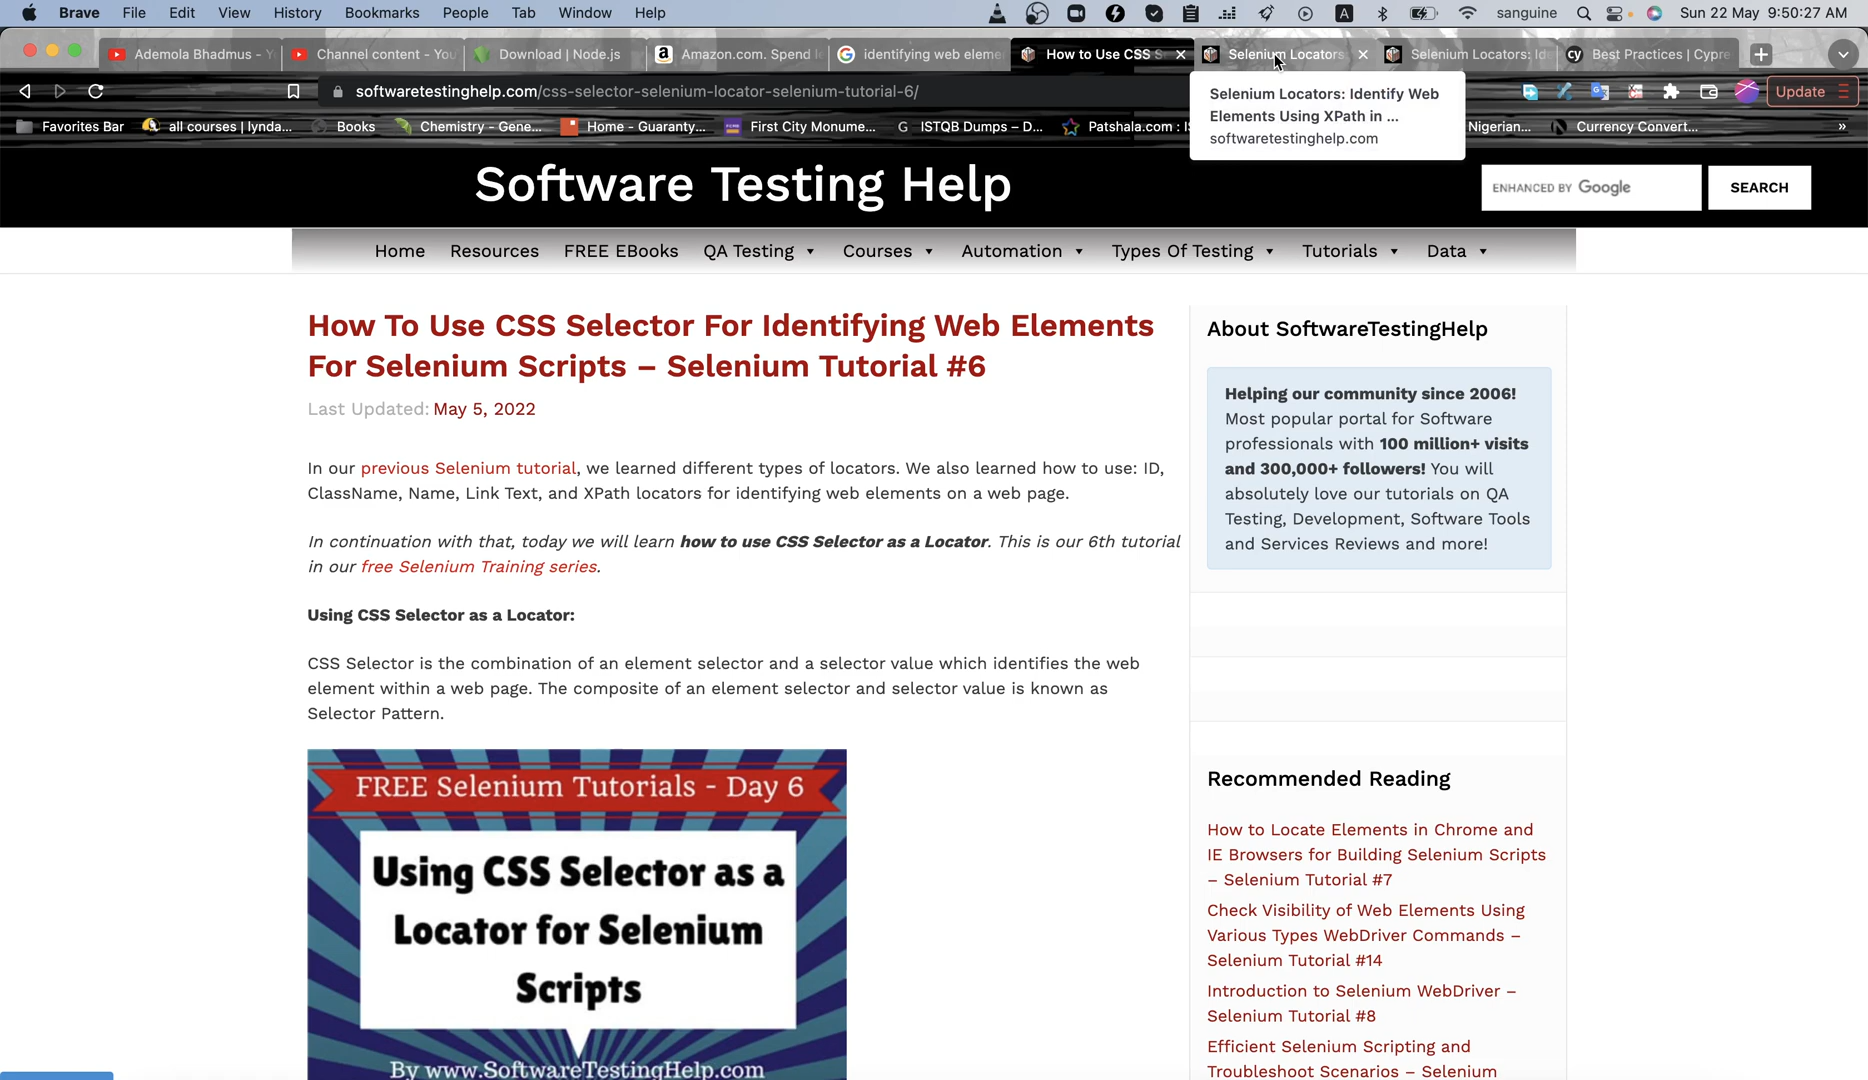 Brave File Edit View History Bookmarks People Tab Window Help sanguine Sun 22 May 9:50:27 AM
Ademola Bhadmus - Y Channel content - You Download | Node.js Amazon.com. Spend identifying web eleme How to Use CSS S Selenium Locators Selenium Locators: Ide Best Practices | Cypre
softwaretestinghelp.com/css-selector-selenium-locator-selenium-tutorial-6/ Update
Favorites Bar all courses | lynda... Books Chemistry - Gene... Home - Guaranty... First City Monume... ISTQB Dumps – D... Patshala.com : Nigerian... Currency Convert... »
Selenium Locators: Identify Web
Elements Using XPath in ...
softwaretestinghelp.com
Software Testing Help
ENHANCED BY Google SEARCH
Home Resources FREE EBooks QA Testing Courses Automation Types Of Testing Tutorials Data
How To Use CSS Selector For Identifying Web Elements
For Selenium Scripts – Selenium Tutorial #6
Last Updated: May 5, 2022
In our previous Selenium tutorial, we learned different types of locators. We also learned how to use: ID,
ClassName, Name, Link Text, and XPath locators for identifying web elements on a web page.
In continuation with that, today we will learn how to use CSS Selector as a Locator. This is our 6th tutorial
in our free Selenium Training series.
Using CSS Selector as a Locator:
CSS Selector is the combination of an element selector and a selector value which identifies the web
element within a web page. The composite of an element selector and selector value is known as
Selector Pattern.
FREE Selenium Tutorials - Day 6
Using CSS Selector as a
Locator for Selenium
Scripts
By www.SoftwareTestingHelp.com
About SoftwareTestingHelp
Helping our community since 2006!
Most popular portal for Software
professionals with 100 million+ visits
and 300,000+ followers! You will
absolutely love our tutorials on QA
Testing, Development, Software Tools
and Services Reviews and more!
Recommended Reading
How to Locate Elements in Chrome and
IE Browsers for Building Selenium Scripts
– Selenium Tutorial #7
Check Visibility of Web Elements Using
Various Types WebDriver Commands –
Selenium Tutorial #14
Introduction to Selenium WebDriver –
Selenium Tutorial #8
Efficient Selenium Scripting and
Troubleshoot Scenarios – Selenium